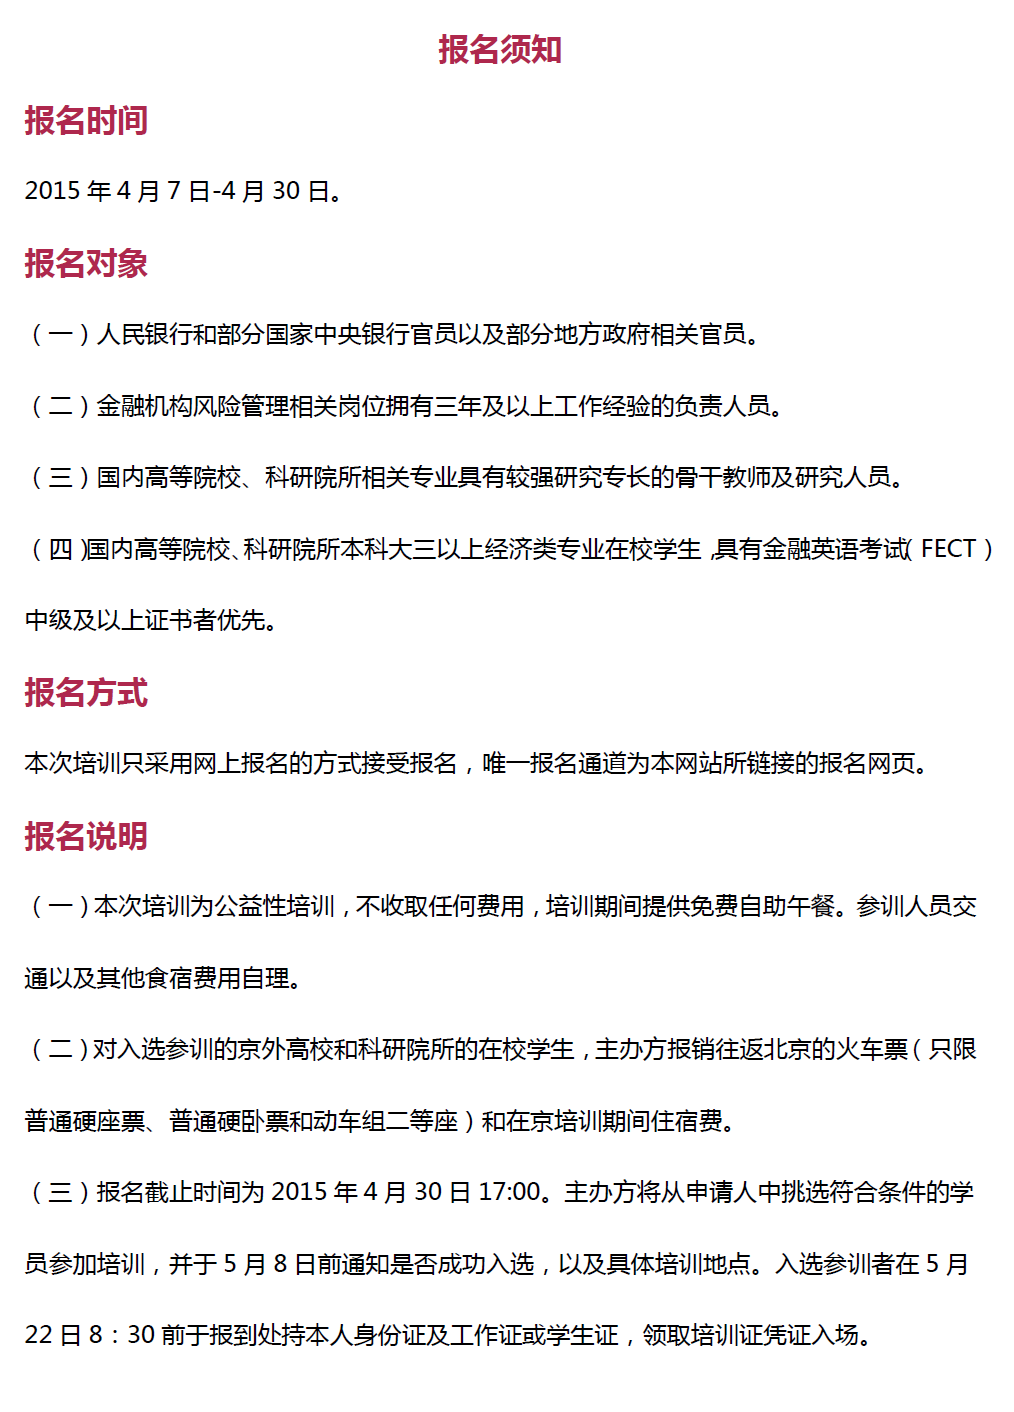 报名须知
报名时间
2015 年 4 月 7 日-4 月 30 日。
报名对象
（一）人民银行和部分国家中央银行官员以及部分地方政府相关官员。
（二）金融机构风险管理相关岗位拥有三年及以上工作经验的负责人员。
（三）国内高等院校、科研院所相关专业具有较强研究专长的骨干教师及研究人员。
（四）国内高等院校、科研院所本科大三以上经济类专业在校学生，具有金融英语考试（FECT）
中级及以上证书者优先。
报名方式
本次培训只采用网上报名的方式接受报名，唯一报名通道为本网站所链接的报名网页。
报名说明
（一）本次培训为公益性培训，不收取任何费用，培训期间提供免费自助午餐。参训人员交
通以及其他食宿费用自理。
（二）对入选参训的京外高校和科研院所的在校学生，主办方报销往返北京的火车票（只限
普通硬座票、普通硬卧票和动车组二等座）和在京培训期间住宿费。
（三）报名截止时间为 2015 年 4 月 30 日 17:00。主办方将从申请人中挑选符合条件的学
员参加培训，并于 5 月 8 日前通知是否成功入选，以及具体培训地点。入选参训者在 5 月
22 日 8：30 前于报到处持本人身份证及工作证或学生证，领取培训证凭证入场。